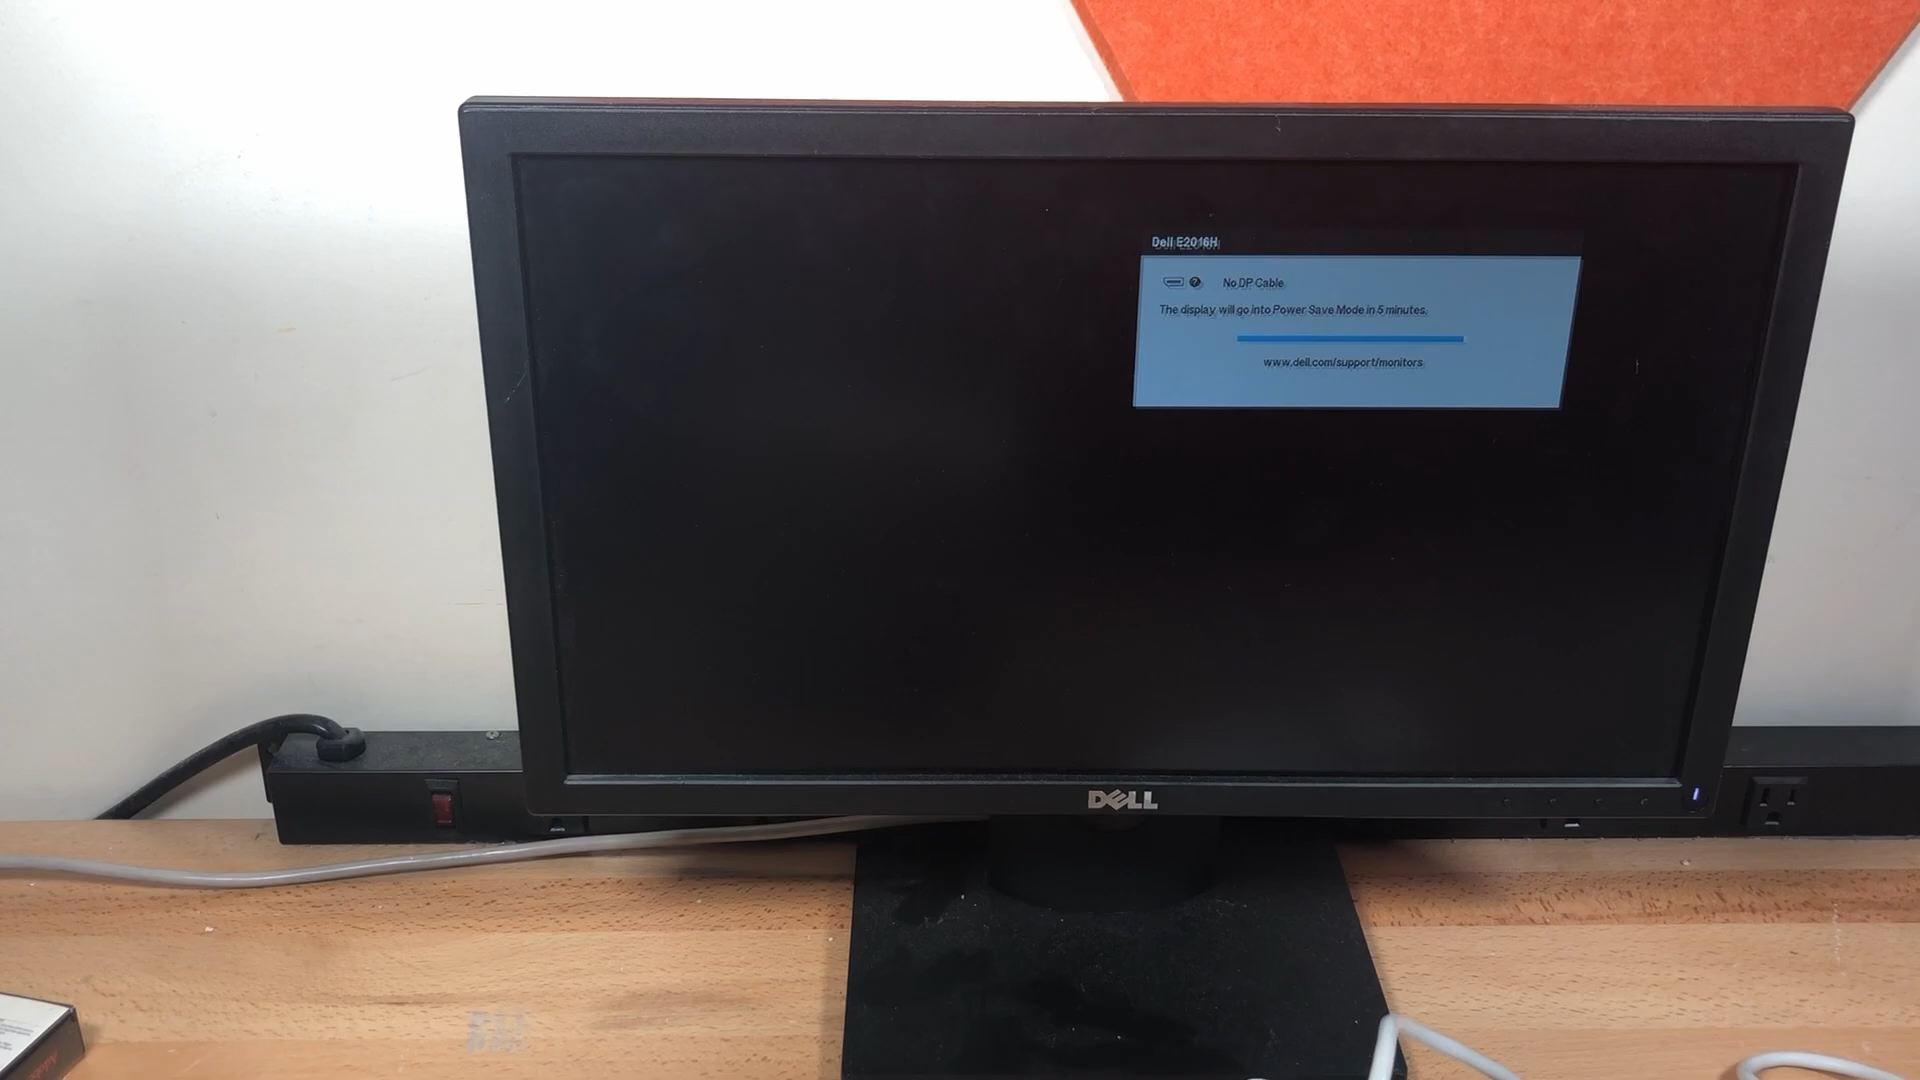 Dell E2016H
No DP Cable
The display will go into Power Save Mode in 5 minutes.
www.dell.com/support/monitors
DELL